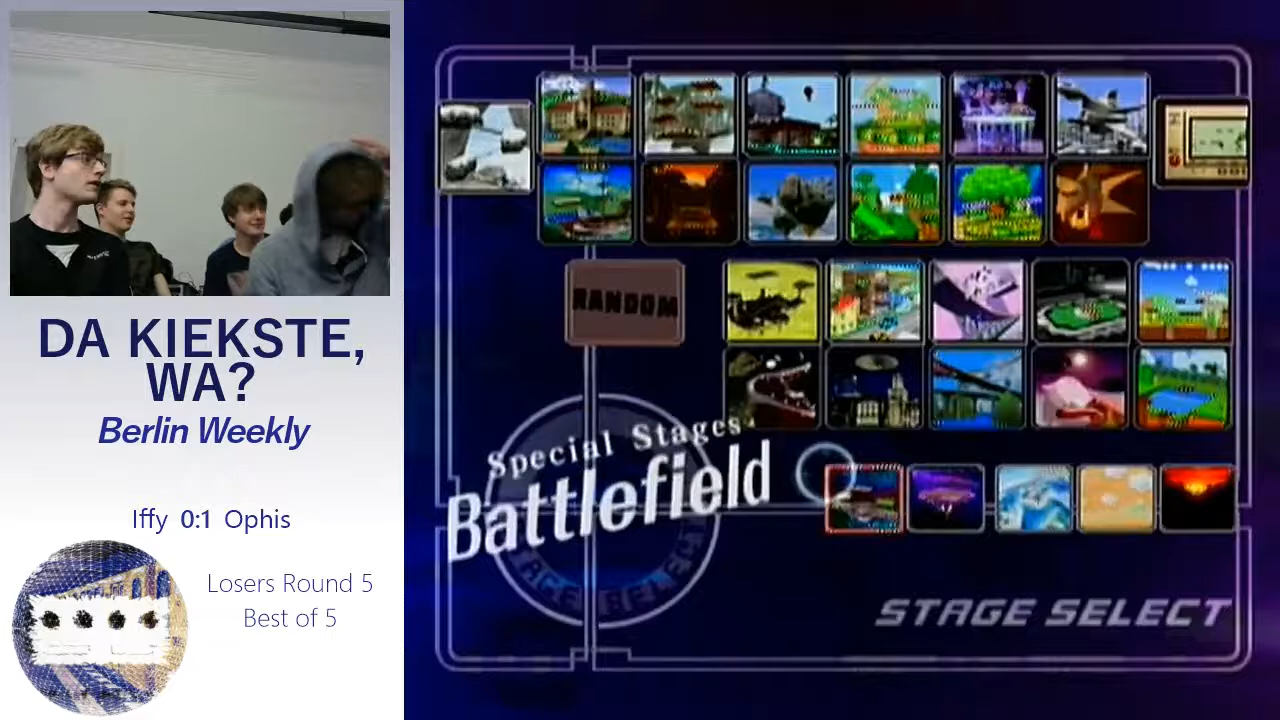 DA KIEKSTE,
WA?
Berlin Weekly
Iffy 0:1 Ophis
Losers Round 5
Best of 5
RANDOM
Special Stages
Battlefield
STAGE SELECT